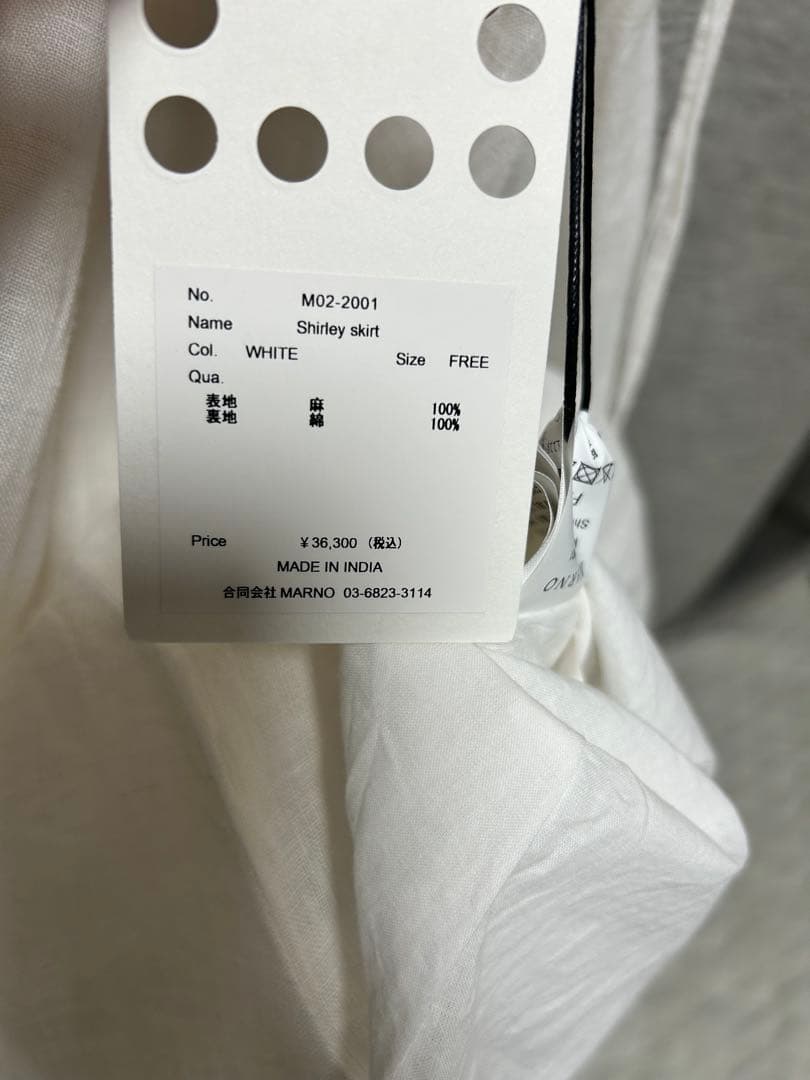 No. M02-2001
Name Shirley skirt
Col. WHITE Size FREE
Qua.
表地 麻 100%
裏地 綿 100%
Price ¥36,300 (税込)
MADE IN INDIA
合同会社 MARNO 03-6823-3114